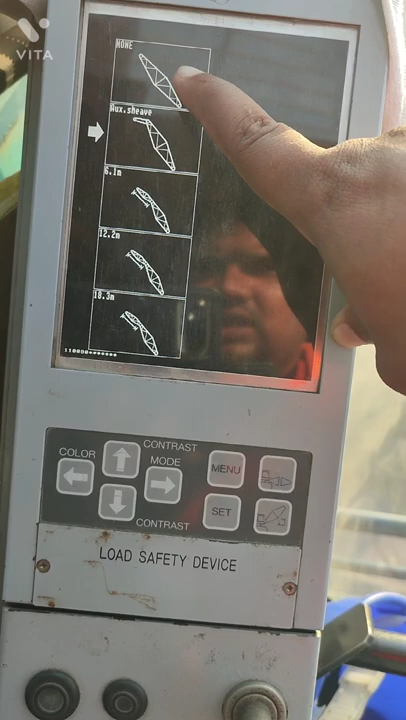 VITA
NONE
Aux.sheave
6.1m
12.2m
18.3m
COLOR
CONTRAST
MODE
MENU
SET
CONTRAST
LOAD SAFETY DEVICE